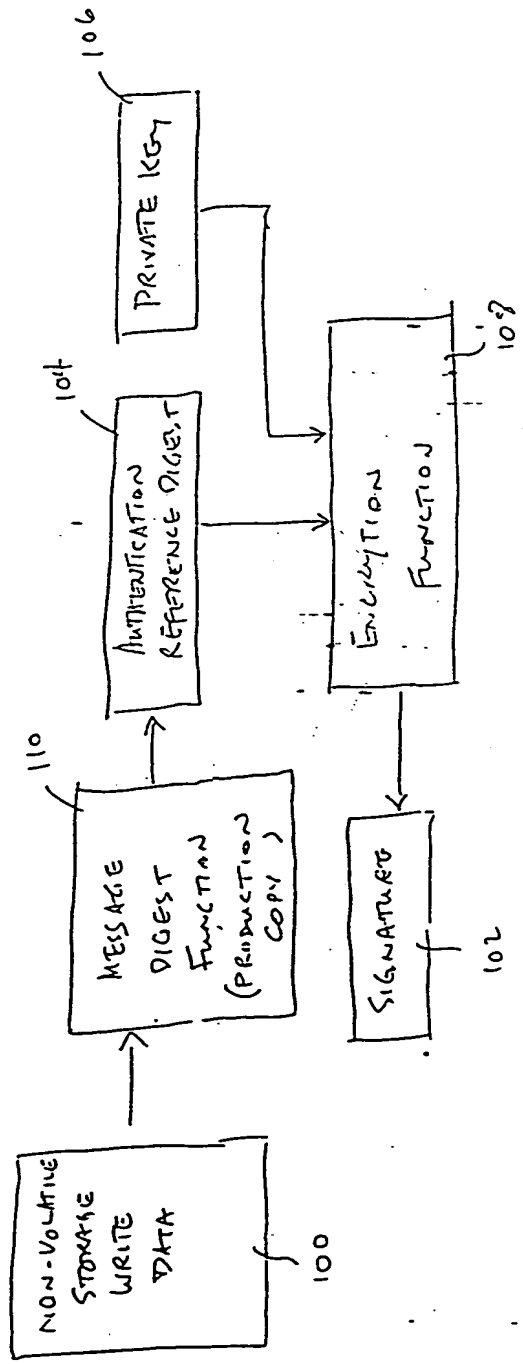 NON-VOLATILE
STORAGE
WRITE
DATA
100
MESSAGE
DIGEST
FUNCTION
(PRODUCTION
COPY)
110
AUTHENTICATION
REFERENCE DIGEST
104
PRIVATE KEY
106
ENCRYPTION
FUNCTION
108
SIGNATURE
102